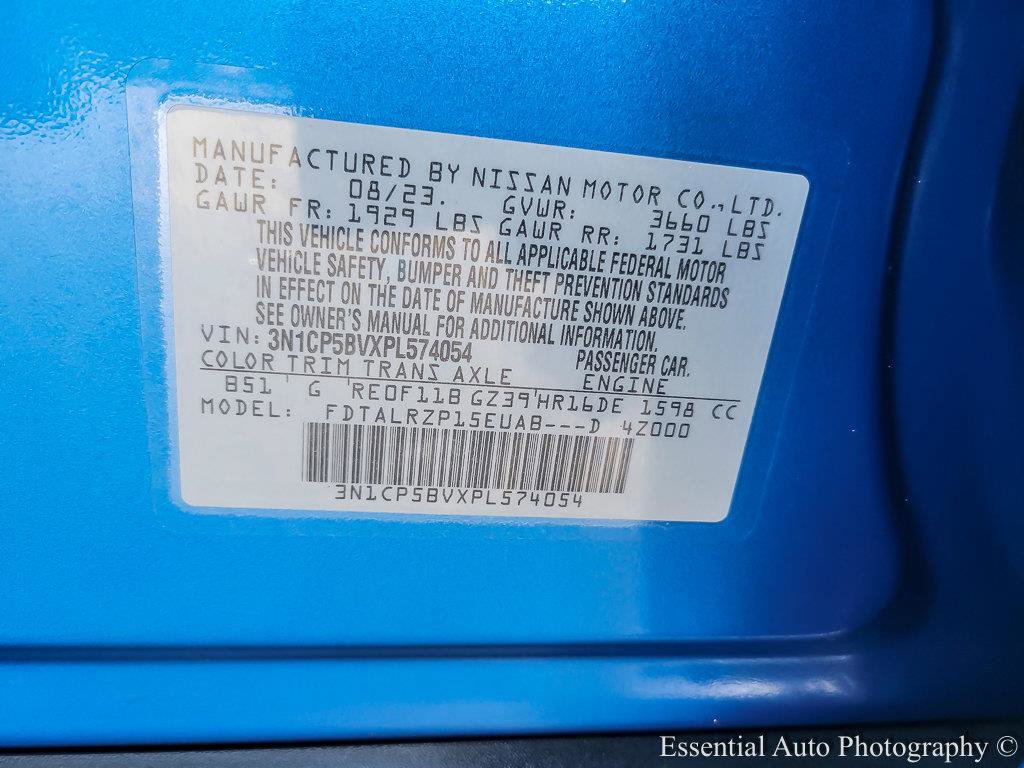 MANUFACTURED BY NISSAN MOTOR CO.,LTD.
DATE: 08/23. GVWR: 3660 LBS
GAWR FR: 1929 LBS GAWR RR: 1731 LBS
THIS VEHICLE CONFORMS TO ALL APPLICABLE FEDERAL MOTOR
VEHICLE SAFETY, BUMPER AND THEFT PREVENTION STANDARDS
IN EFFECT ON THE DATE OF MANUFACTURE SHOWN ABOVE.
SEE OWNER'S MANUAL FOR ADDITIONAL INFORMATION.
VIN: 3N1CP5BVXPL574054 PASSENGER CAR.
COLOR TRIM TRANS AXLE ENGINE
B51 ' G 'RE0F11B GZ39'HR16DE 1598 CC
MODEL: FDTALRZP15EUAB---D 4Z000
3N1CP5BVXPL574054
Essential Auto Photography ©